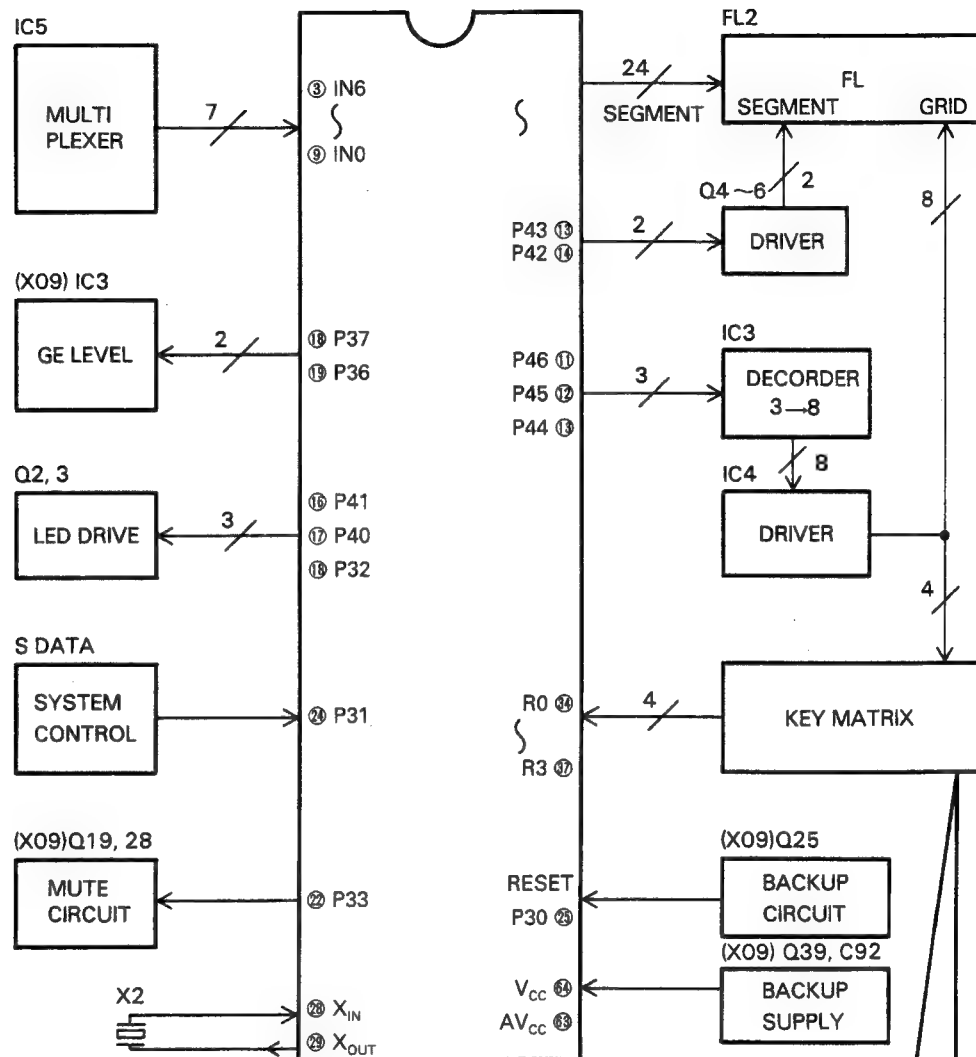 IC5
MULTI
PLEXER
7
③ IN6
⑨ IN0
(X09) IC3
GE LEVEL
2
⑱ P37
⑲ P36
Q2, 3
LED DRIVE
3
⑯ P41
⑰ P40
⑱ P32
S DATA
SYSTEM
CONTROL
㉔ P31
(X09)Q19, 28
MUTE
CIRCUIT
㉒ P33
X2
㉘ XIN
㉙ XOUT
FL2
24
SEGMENT
FL
SEGMENT
GRID
Q4~6
2
8
P43 ⑬
P42 ⑭
2
DRIVER
IC3
P46 ⑪
P45 ⑫
P44 ⑬
3
DECORDER
3→8
8
IC4
DRIVER
4
R0 ㉞
R3 ㊲
4
KEY MATRIX
(X09)Q25
RESET
P30 ㉕
BACKUP
CIRCUIT
(X09) Q39, C92
VCC 64
AVCC 63
BACKUP
SUPPLY